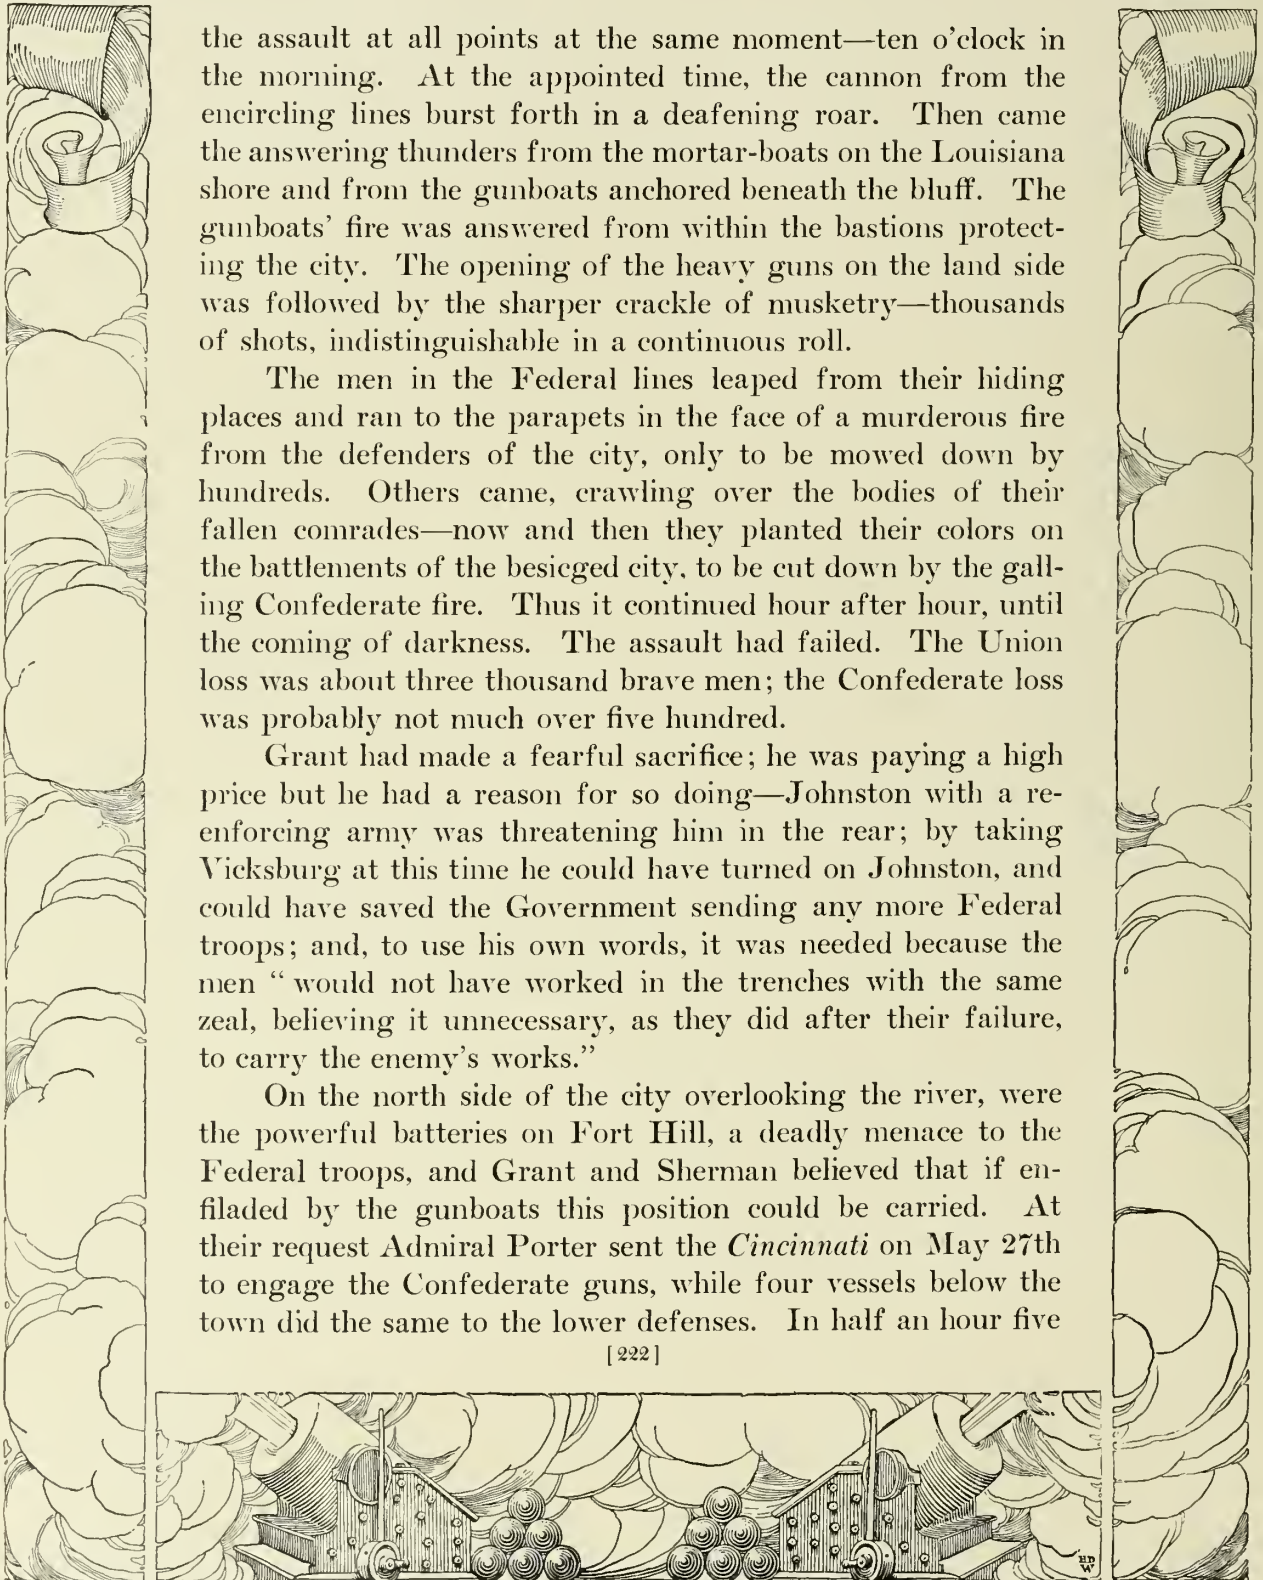 the assault at all points at the same moment—ten o’clock in
the morning. At the appointed time, the cannon from the
encircling lines burst forth in a deafening roar. Then came
the answering thunders from the mortar-boats on the Louisiana
shore and from the gunboats anchored beneath the bluff. The
gunboats’ fire was answered from within the bastions protect-
ing the city. The opening of the heavy guns on the land side
was followed by the sharper crackle of musketry—thousands
of shots, indistinguishable in a continuous roll.
The men in the Federal lines leaped from their hiding
places and ran to the parapets in the face of a murderous fire
from the defenders of the city, only to be mowed down by
hundreds. Others came, crawling over the bodies of their
fallen comrades—now and then they planted their colors on
the battlements of the besieged city, to be cut down by the gall-
ing Confederate fire. Thus it continued hour after hour, until
the coming of darkness. The assault had failed. The Union
loss was about three thousand brave men; the Confederate loss
was probably not much over five hundred.
Grant had made a fearful sacrifice; he was paying a high
price but he had a reason for so doing—Johnston with a re-
enforcing army was threatening him in the rear; by taking
Vicksburg at this time he could have turned on Johnston, and
could have saved the Government sending any more Federal
troops; and, to use his own words, it was needed because the
men “ would not have worked in the trenches with the same
zeal, believing it unnecessary, as they did after their failure,
to carry the enemy’s works.”
On the north side of the city overlooking the river, were
the powerful batteries on Fort Hill, a deadly menace to the
Federal troops, and Grant and Sherman believed that if en-
filaded by the gunboats this position could be carried. At
their request Admiral Porter sent the Cincinnati on May 27th
to engage the Confederate guns, while four vessels below the
town did the same to the lower defenses. In half an hour five
[222]
HD
W